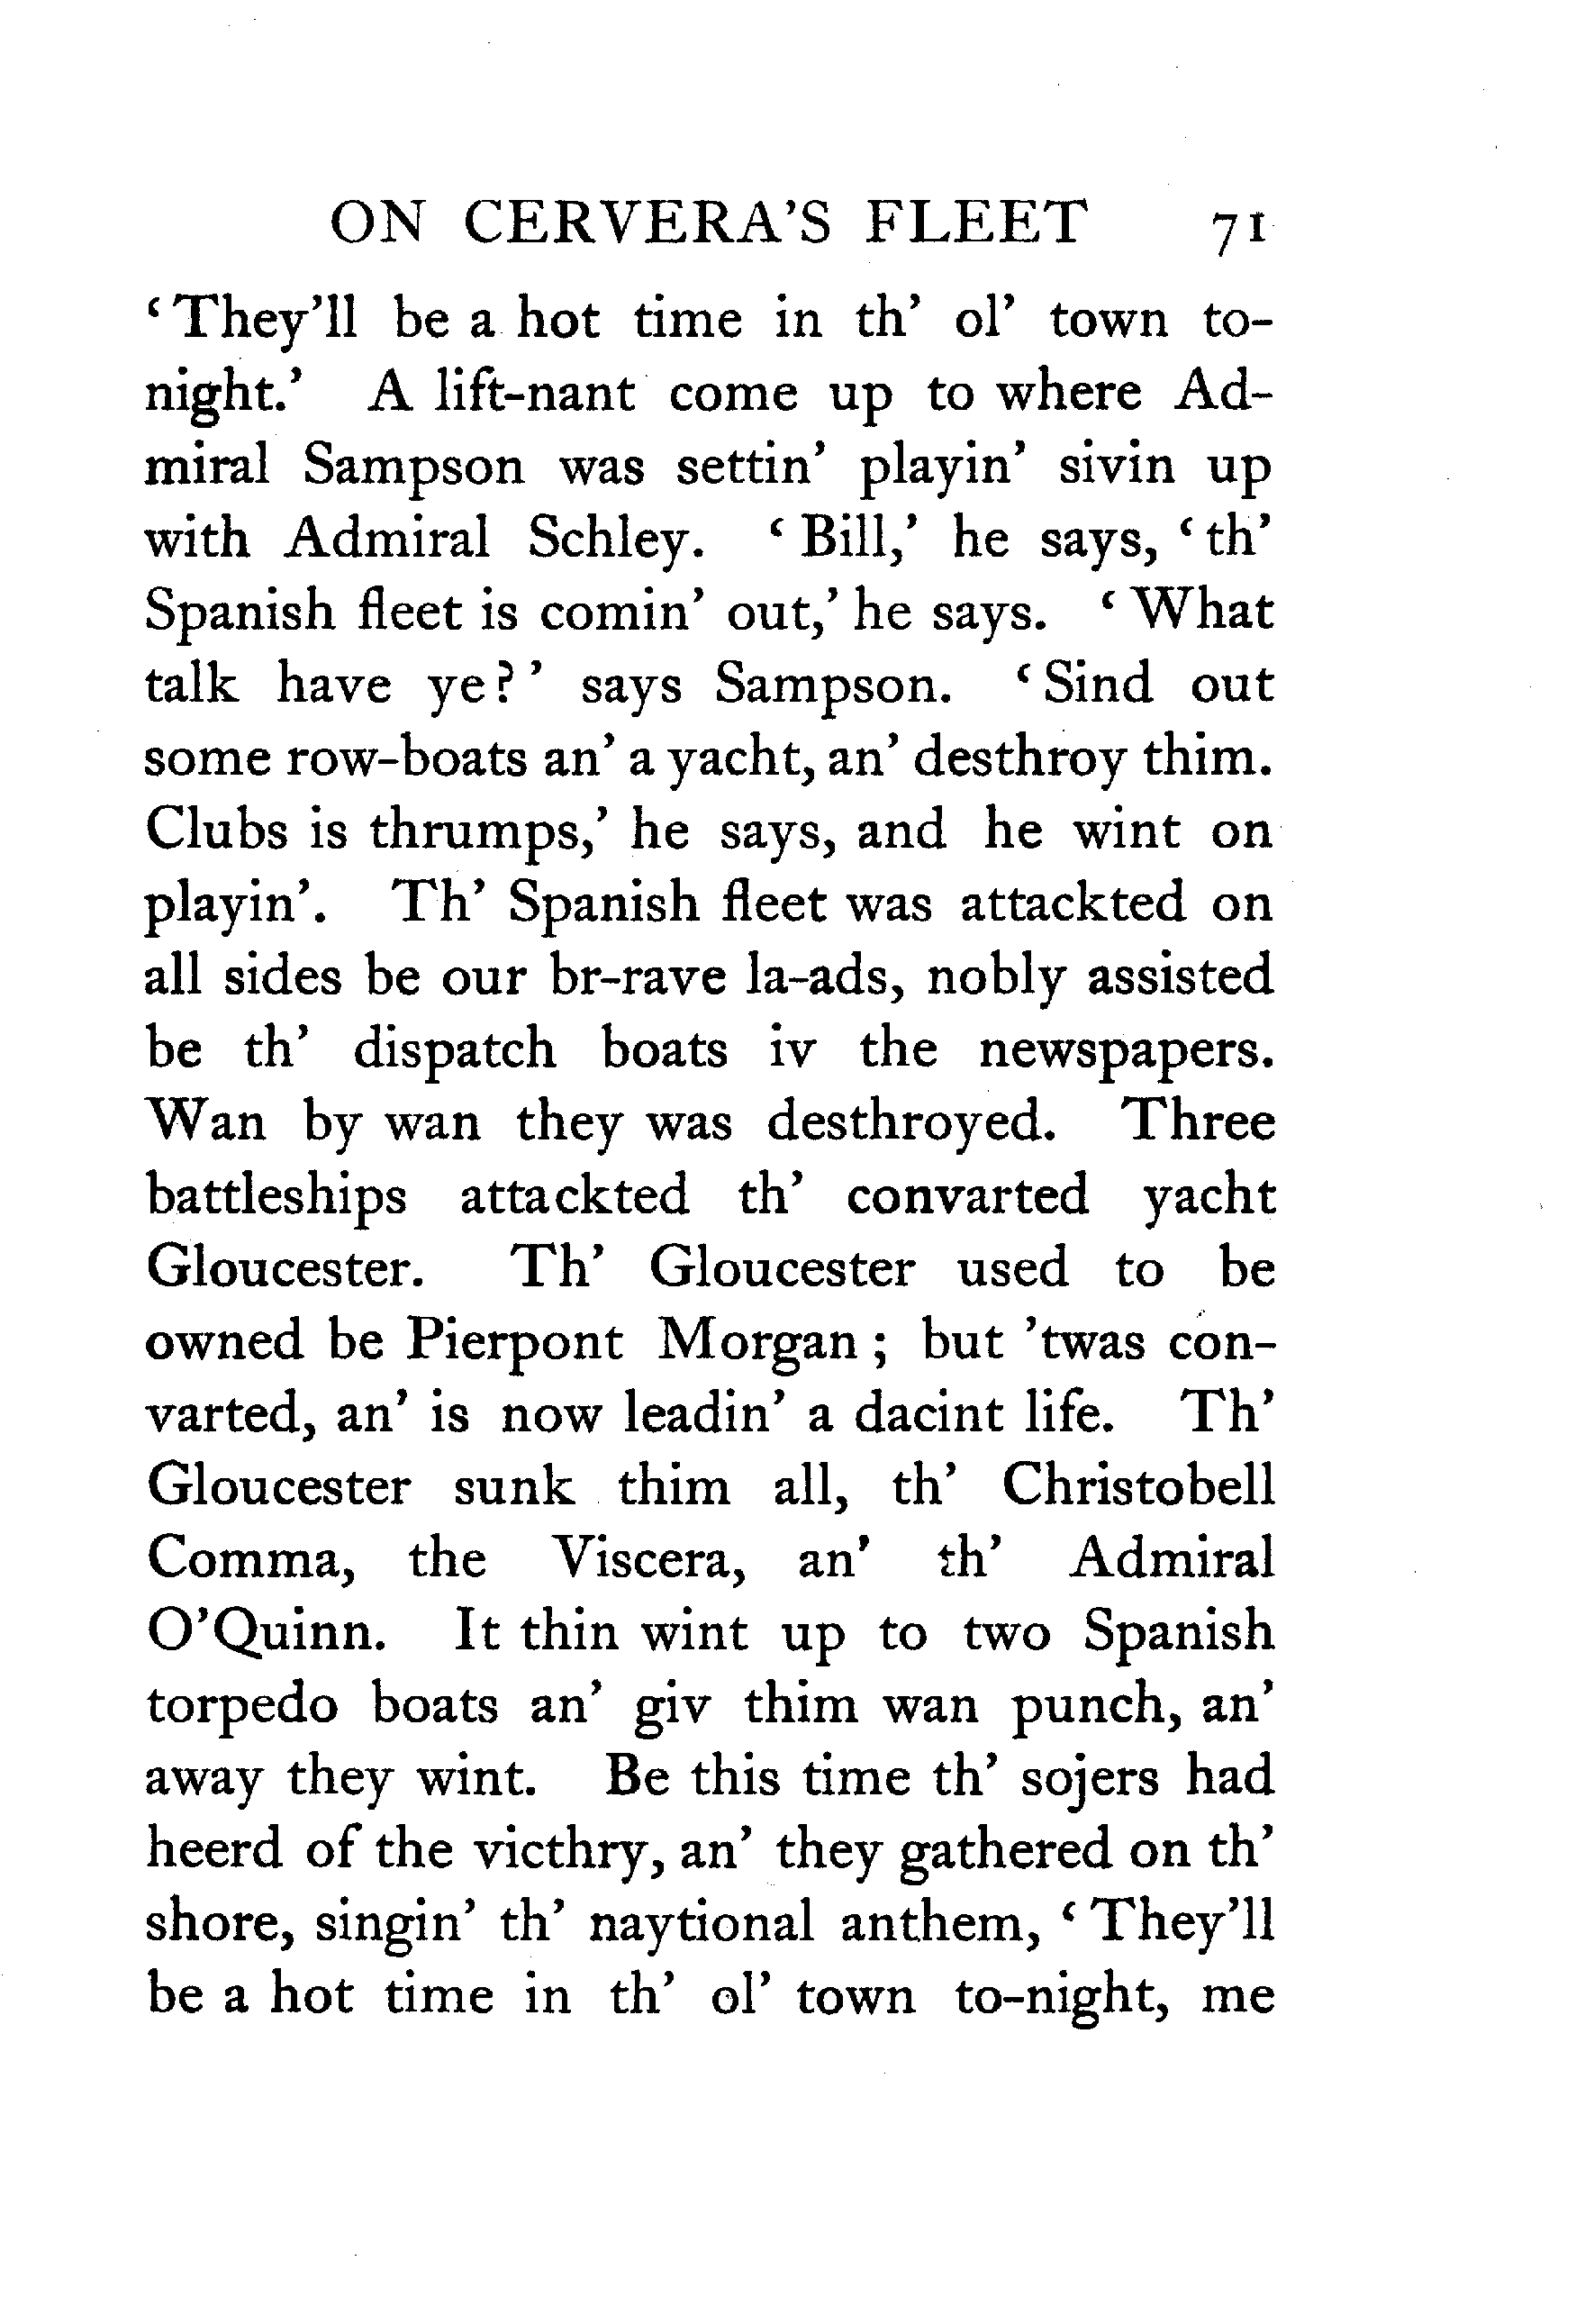 ON CERVERA'S FLEET 71
‘They'll be a hot time in th' ol' town to-
night.’ A lift-nant come up to where Ad-
miral Sampson was settin' playin' sivin up
with Admiral Schley. ‘Bill,’ he says, ‘th'
Spanish fleet is comin' out,’ he says. ‘What
talk have ye?’ says Sampson. ‘Sind out
some row-boats an' a yacht, an' desthroy thim.
Clubs is thrumps,’ he says, and he wint on
playin'. Th' Spanish fleet was attackted on
all sides be our br-rave la-ads, nobly assisted
be th' dispatch boats iv the newspapers.
Wan by wan they was desthroyed. Three
battleships attackted th' convarted yacht
Gloucester. Th' Gloucester used to be
owned be Pierpont Morgan; but 'twas con-
varted, an' is now leadin' a dacint life. Th'
Gloucester sunk thim all, th' Christobell
Comma, the Viscera, an' th' Admiral
O'Quinn. It thin wint up to two Spanish
torpedo boats an' giv thim wan punch, an'
away they wint. Be this time th' sojers had
heerd of the victhry, an' they gathered on th'
shore, singin' th' naytional anthem, ‘They'll
be a hot time in th' ol' town to-night, me